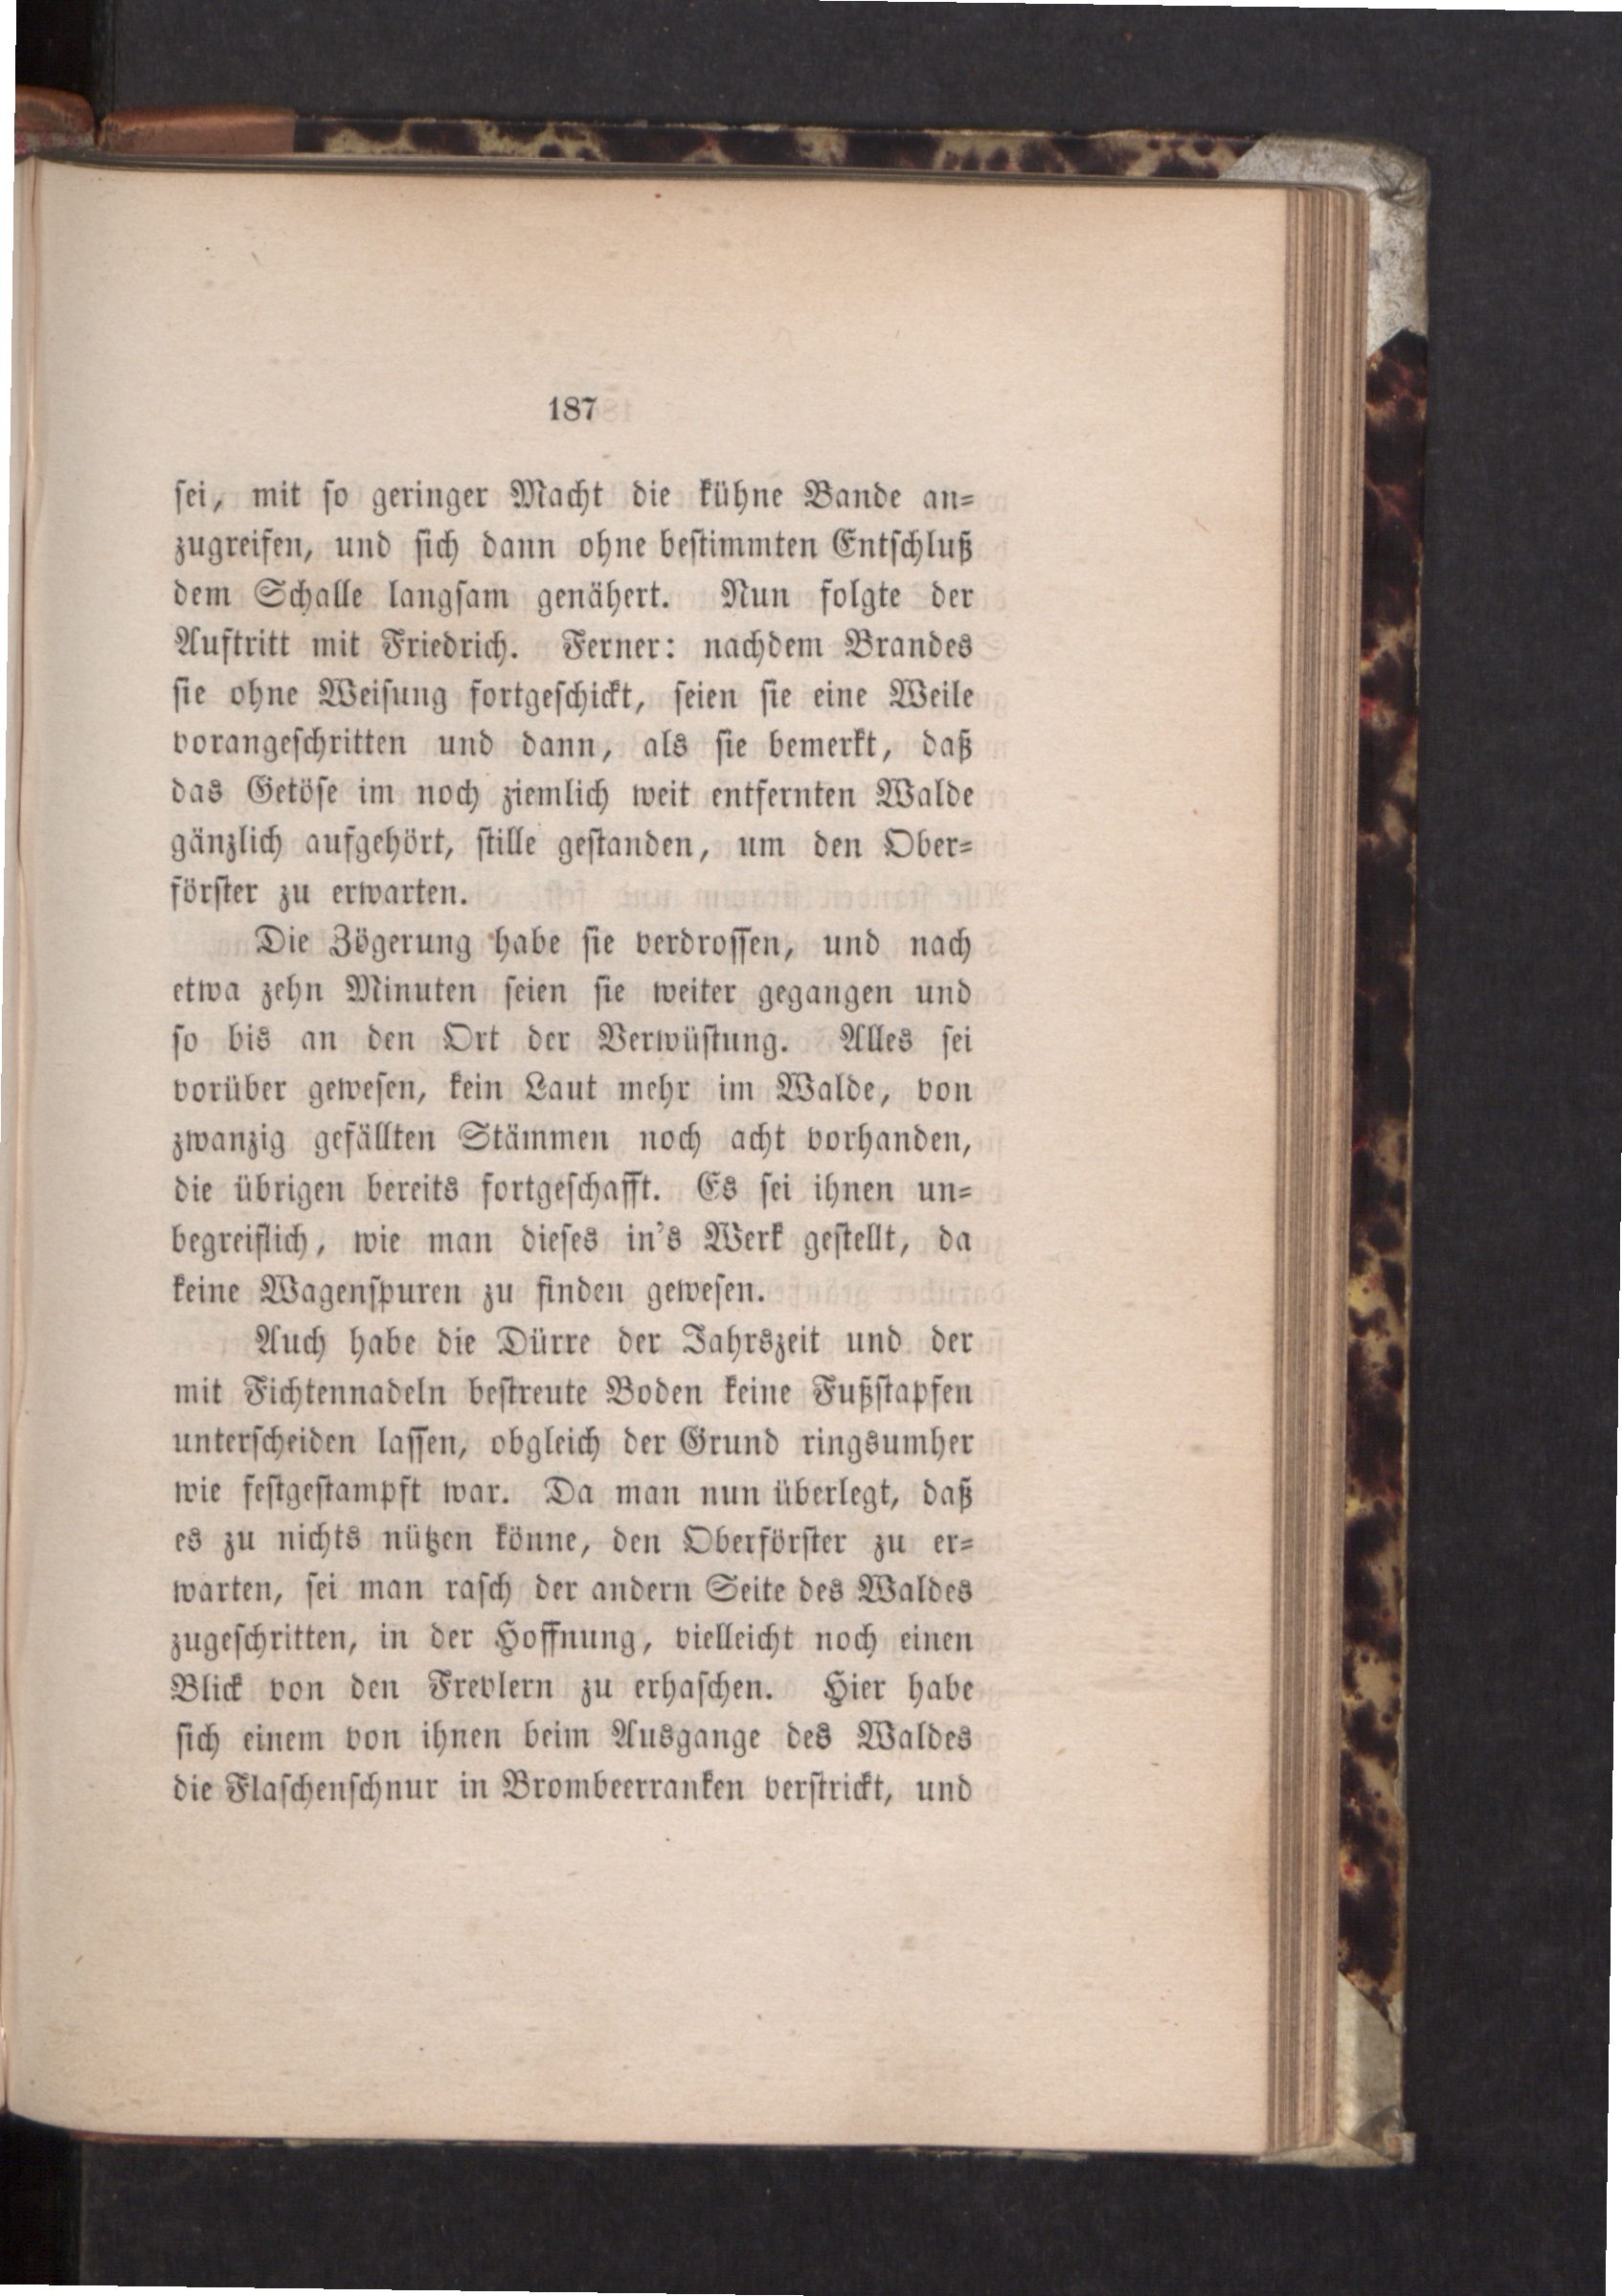 187
sei, mit so geringer Macht die kühne Bande an-
zugreifen, und sich dann ohne bestimmten Entschluß
dem Schalle langsam genähert. Nun folgte der
Auftritt mit Friedrich. Ferner: nachdem Brandes
sie ohne Weisung fortgeschickt, seien sie eine Weile
vorangeschritten und dann, als sie bemerkt, daß
das Getöse im noch ziemlich weit entfernten Walde
gänzlich aufgehört, stille gestanden, um den Ober-
förster zu erwarten.
Die Zögerung habe sie verdrossen, und nach
etwa zehn Minuten seien sie weiter gegangen und
so bis an den Ort der Verwüstung. Alles sei
vorüber gewesen, kein Laut mehr im Walde, von
zwanzig gefällten Stämmen noch acht vorhanden,
die übrigen bereits fortgeschafft. Es sei ihnen un-
begreiflich, wie man dieses in's Werk gestellt, da
keine Wagenspuren zu finden gewesen.
Auch habe die Dürre der Jahrszeit und der
mit Fichtennadeln bestreute Boden keine Fußstapfen
unterscheiden lassen, obgleich der Grund ringsumher
wie festgestampft war. Da man nun überlegt, daß
es zu nichts nützen könne, den Oberförster zu er-
warten, sei man rasch der andern Seite des Waldes
zugeschritten, in der Hoffnung, vielleicht noch einen
Blick von den Frevlern zu erhaschen. Hier habe
sich einem von ihnen beim Ausgange des Waldes
die Flaschenschnur in Brombeerranken verstrickt, und